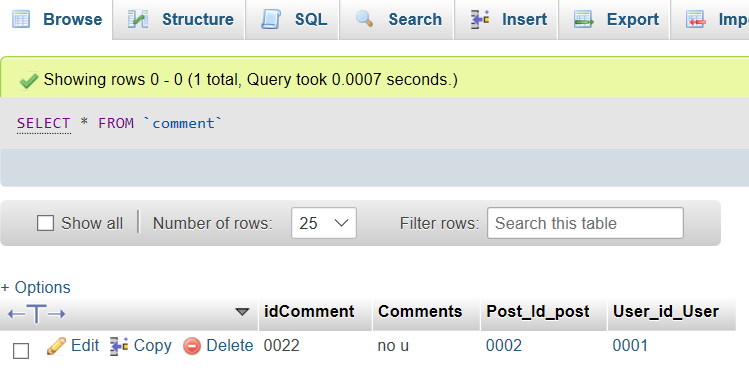 Browse Structure SQL Search Insert Export Impo
Showing rows 0 - 0 (1 total, Query took 0.0007 seconds.)
SELECT * FROM `comment`
Show all Number of rows: 25 Filter rows: Search this table
+ Options
←T→ idComment Comments Post_Id_post User_id_User
Edit Copy Delete 0022 no u 0002 0001